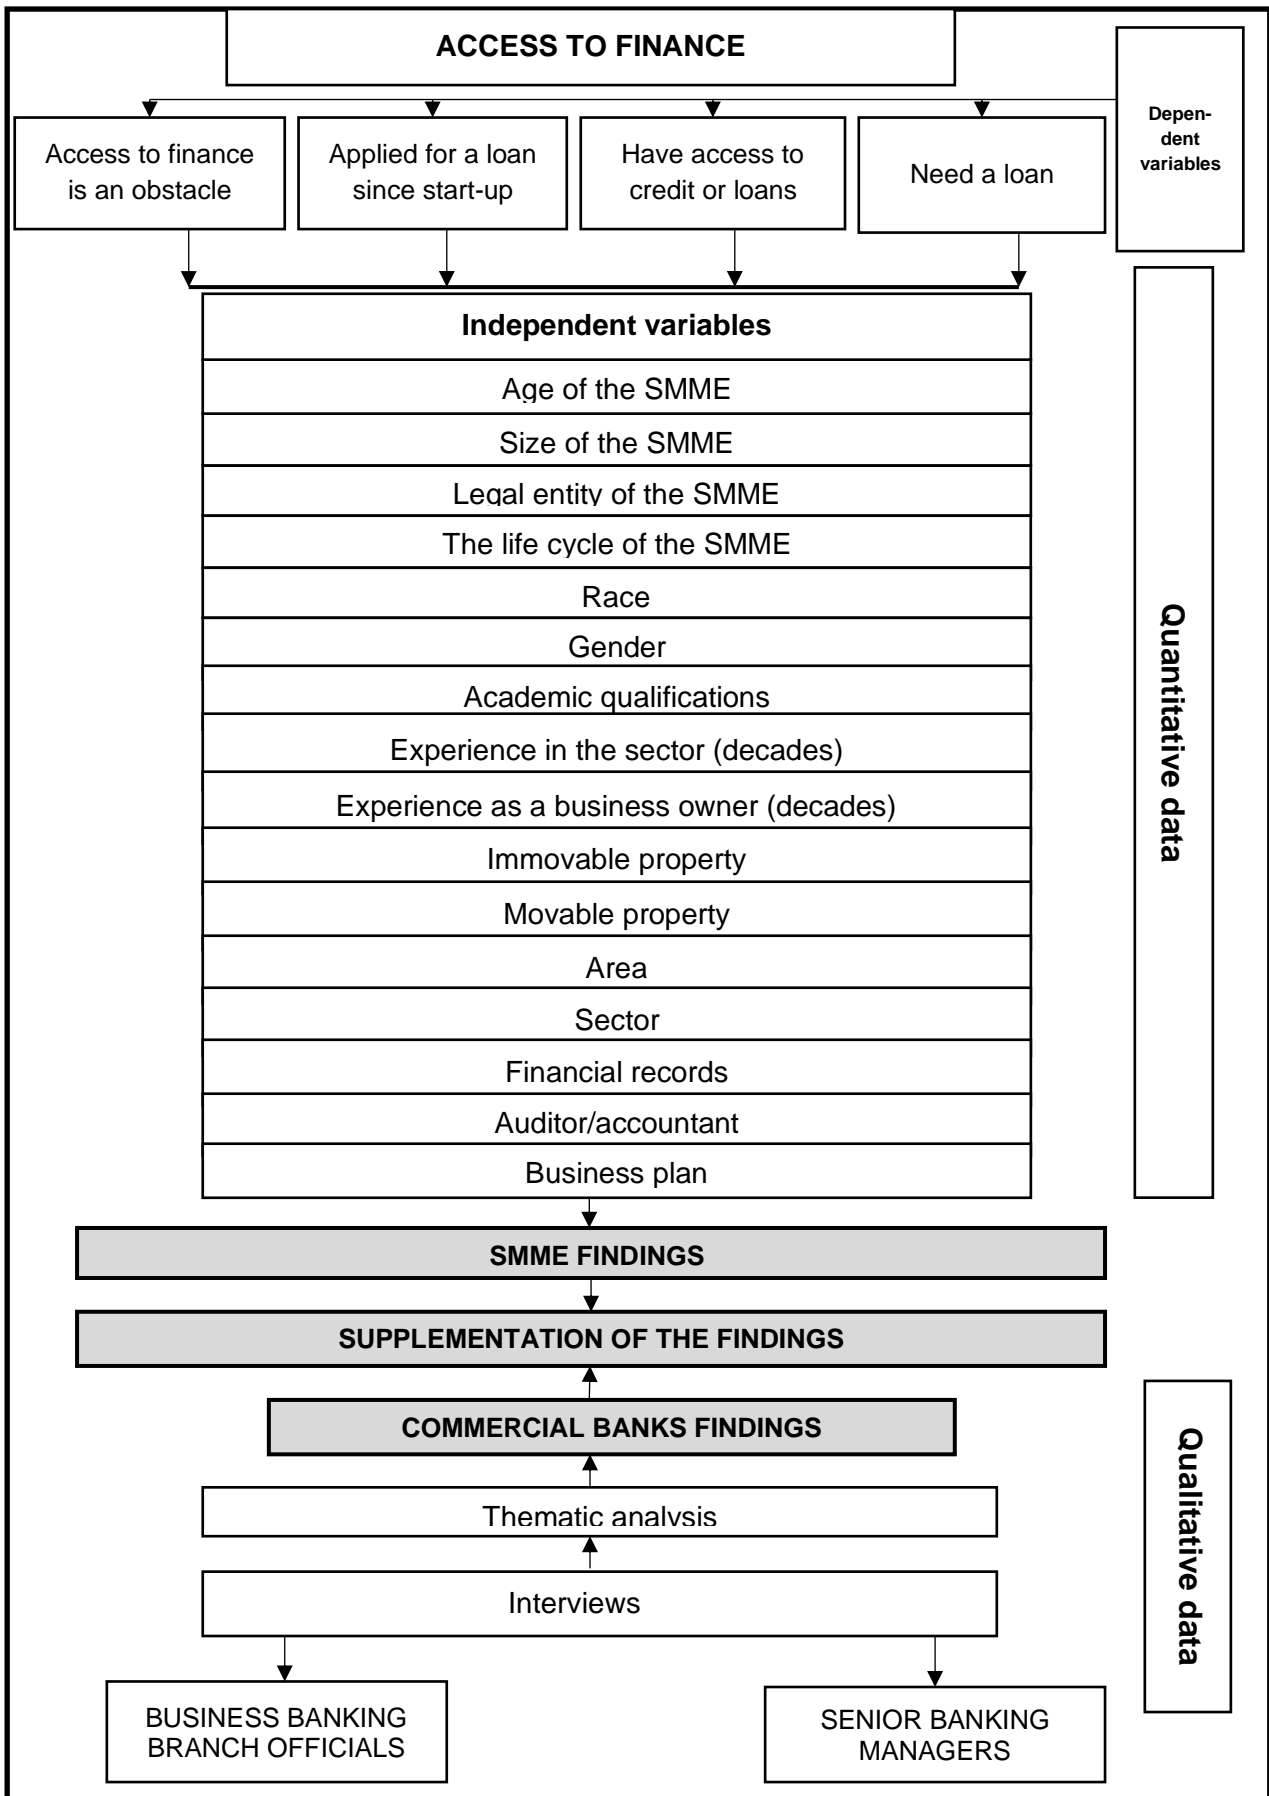 ACCESS TO FINANCE
Depen-
dent
variables
Access to finance
is an obstacle
Applied for a loan
since start-up
Have access to
credit or loans
Need a loan
Independent variables
Age of the SMME
Size of the SMME
Legal entity of the SMME
The life cycle of the SMME
Race
Gender
Academic qualifications
Experience in the sector (decades)
Experience as a business owner (decades)
Immovable property
Movable property
Area
Sector
Financial records
Auditor/accountant
Business plan
Quantitative data
SMME FINDINGS
SUPPLEMENTATION OF THE FINDINGS
COMMERCIAL BANKS FINDINGS
Thematic analysis
Interviews
Qualitative data
BUSINESS BANKING
BRANCH OFFICIALS
SENIOR BANKING
MANAGERS